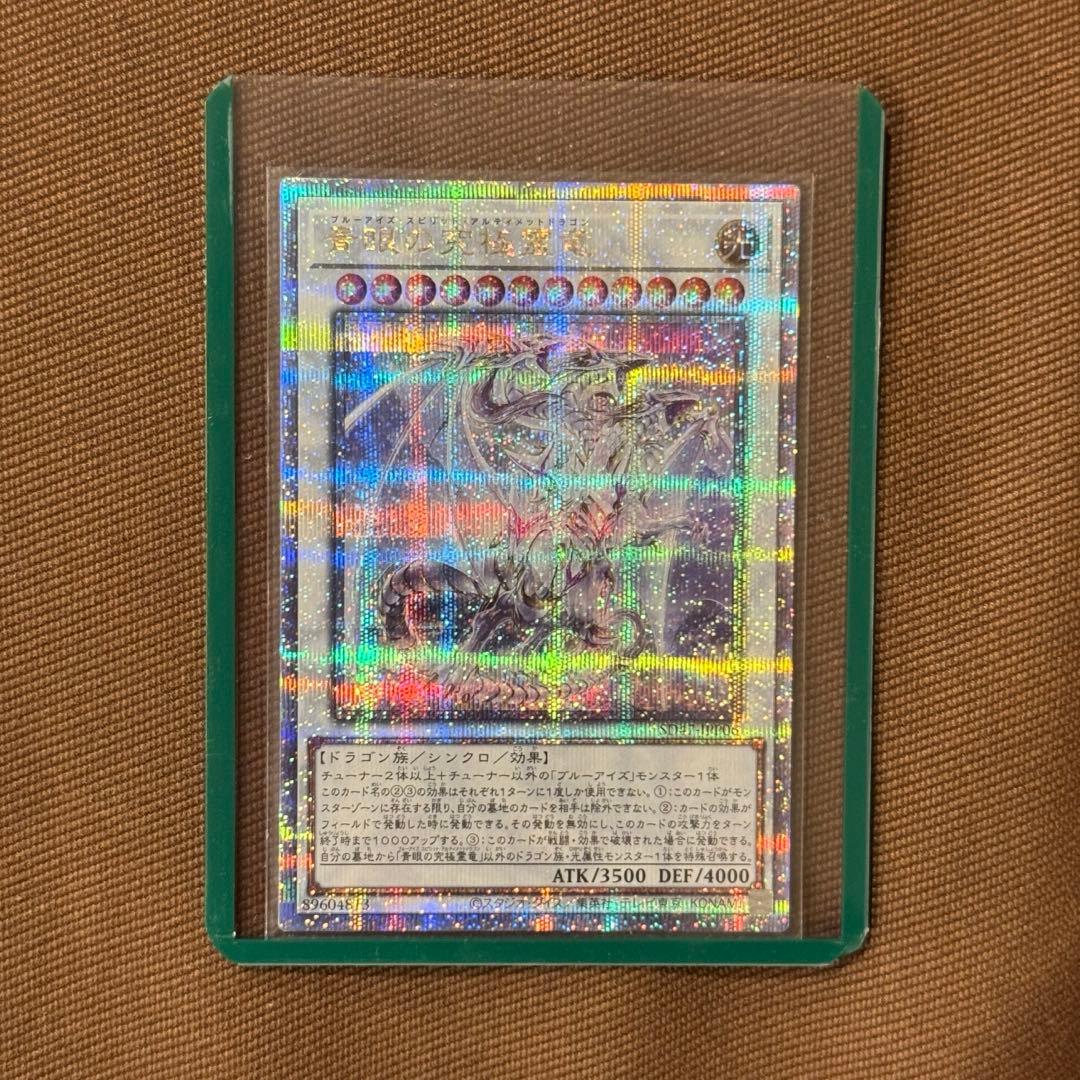 ブルーアイズ・スピリット・アルティメットドラゴン
青眼の究極霊竜
光
【ドラゴン族／シンクロ／効果】
チューナー2体以上＋チューナー以外の「ブルーアイズ」モンスター1体
このカード名の②③の効果はそれぞれ1ターンに1度しか使用できない。①：このカードがモン
スターゾーンに存在する限り、自分の墓地のカードを相手は除外できない。②：カードの効果が
フィールドで発動した時に発動できる。その発動を無効にし、このカードの攻撃力をターン
終了時まで1000アップする。③：このカードが戦闘・効果で破壊された場合に発動できる。
自分の墓地から「青眼の究極霊竜」以外のドラゴン族・光属性モンスター1体を特殊召喚する。
ATK/3500 DEF/4000
89604813
©スタジオ・ダイス／集英社・テレビ東京・KONAMI